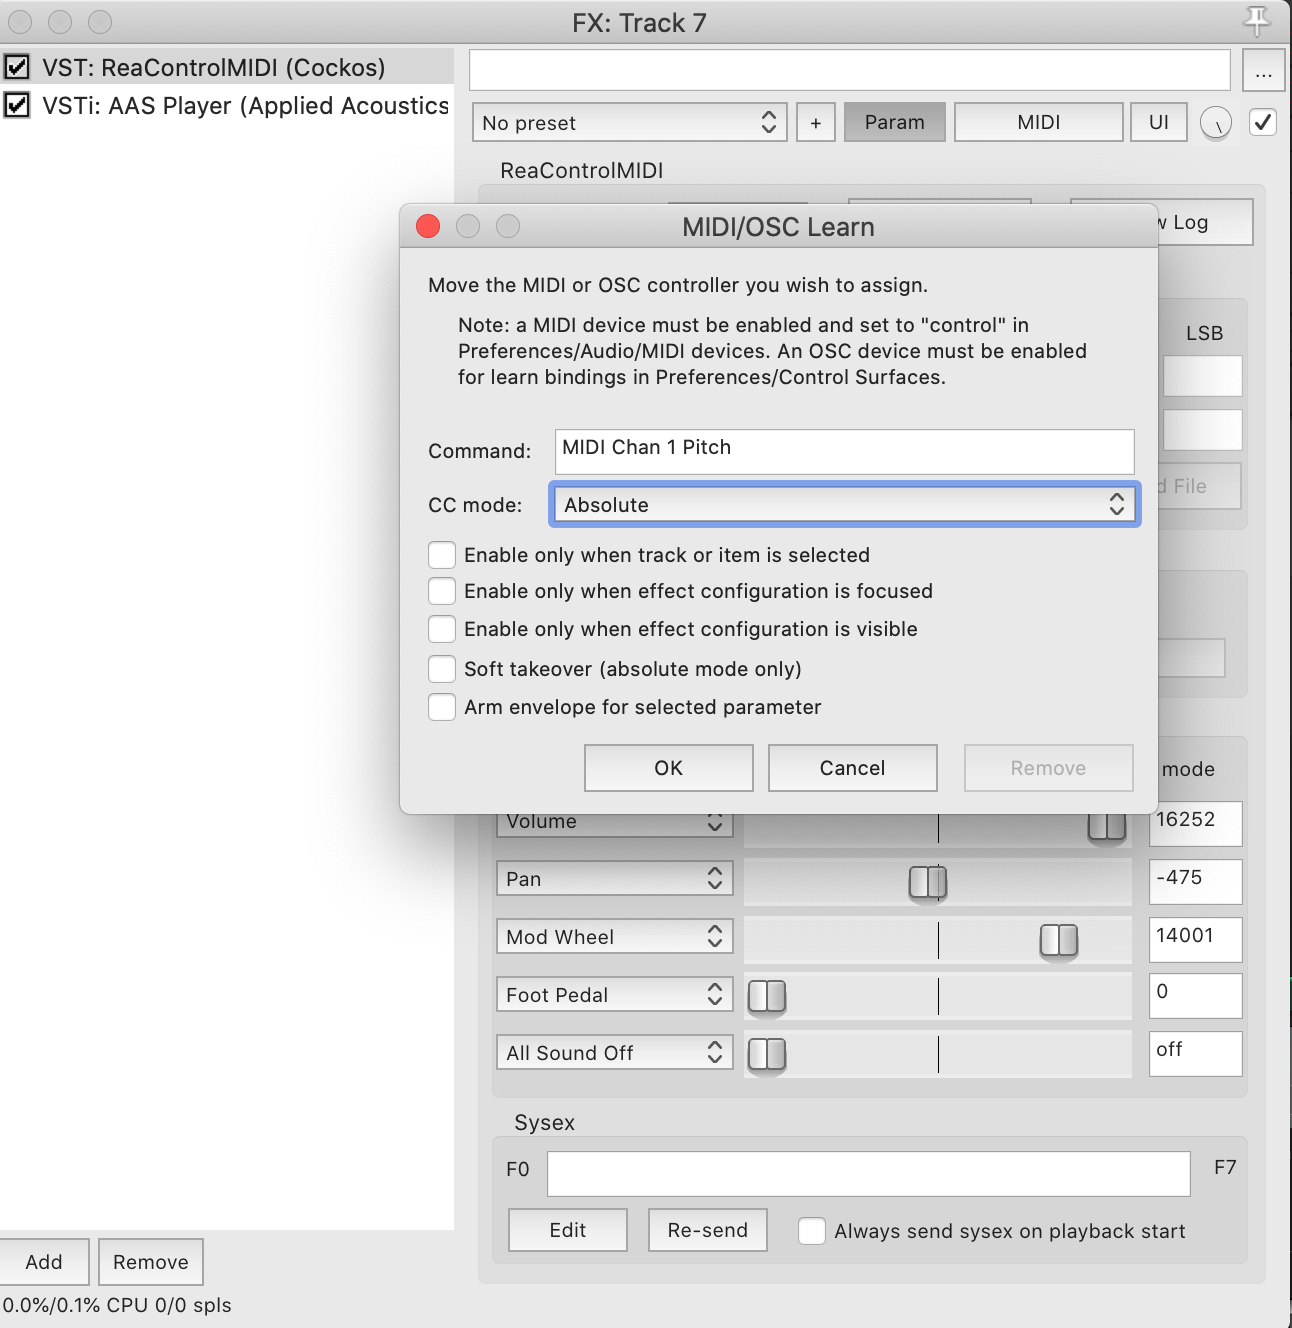 FX: Track 7
VST: ReaControlMIDI (Cockos)
VSTi: AAS Player (Applied Acoustics
...
No preset
+
Param
MIDI
UI
ReaControlMIDI
Log
MIDI/OSC Learn
Move the MIDI or OSC controller you wish to assign.
Note: a MIDI device must be enabled and set to "control" in
Preferences/Audio/MIDI devices. An OSC device must be enabled
for learn bindings in Preferences/Control Surfaces.
LSB
Command:
MIDI Chan 1 Pitch
File
CC mode:
Absolute
Enable only when track or item is selected
Enable only when effect configuration is focused
Enable only when effect configuration is visible
Soft takeover (absolute mode only)
Arm envelope for selected parameter
OK
Cancel
Remove
mode
Volume
16252
Pan
-475
Mod Wheel
14001
Foot Pedal
0
All Sound Off
off
Sysex
F0
F7
Edit
Re-send
Always send sysex on playback start
Add
Remove
0.0%/0.1% CPU 0/0 spls